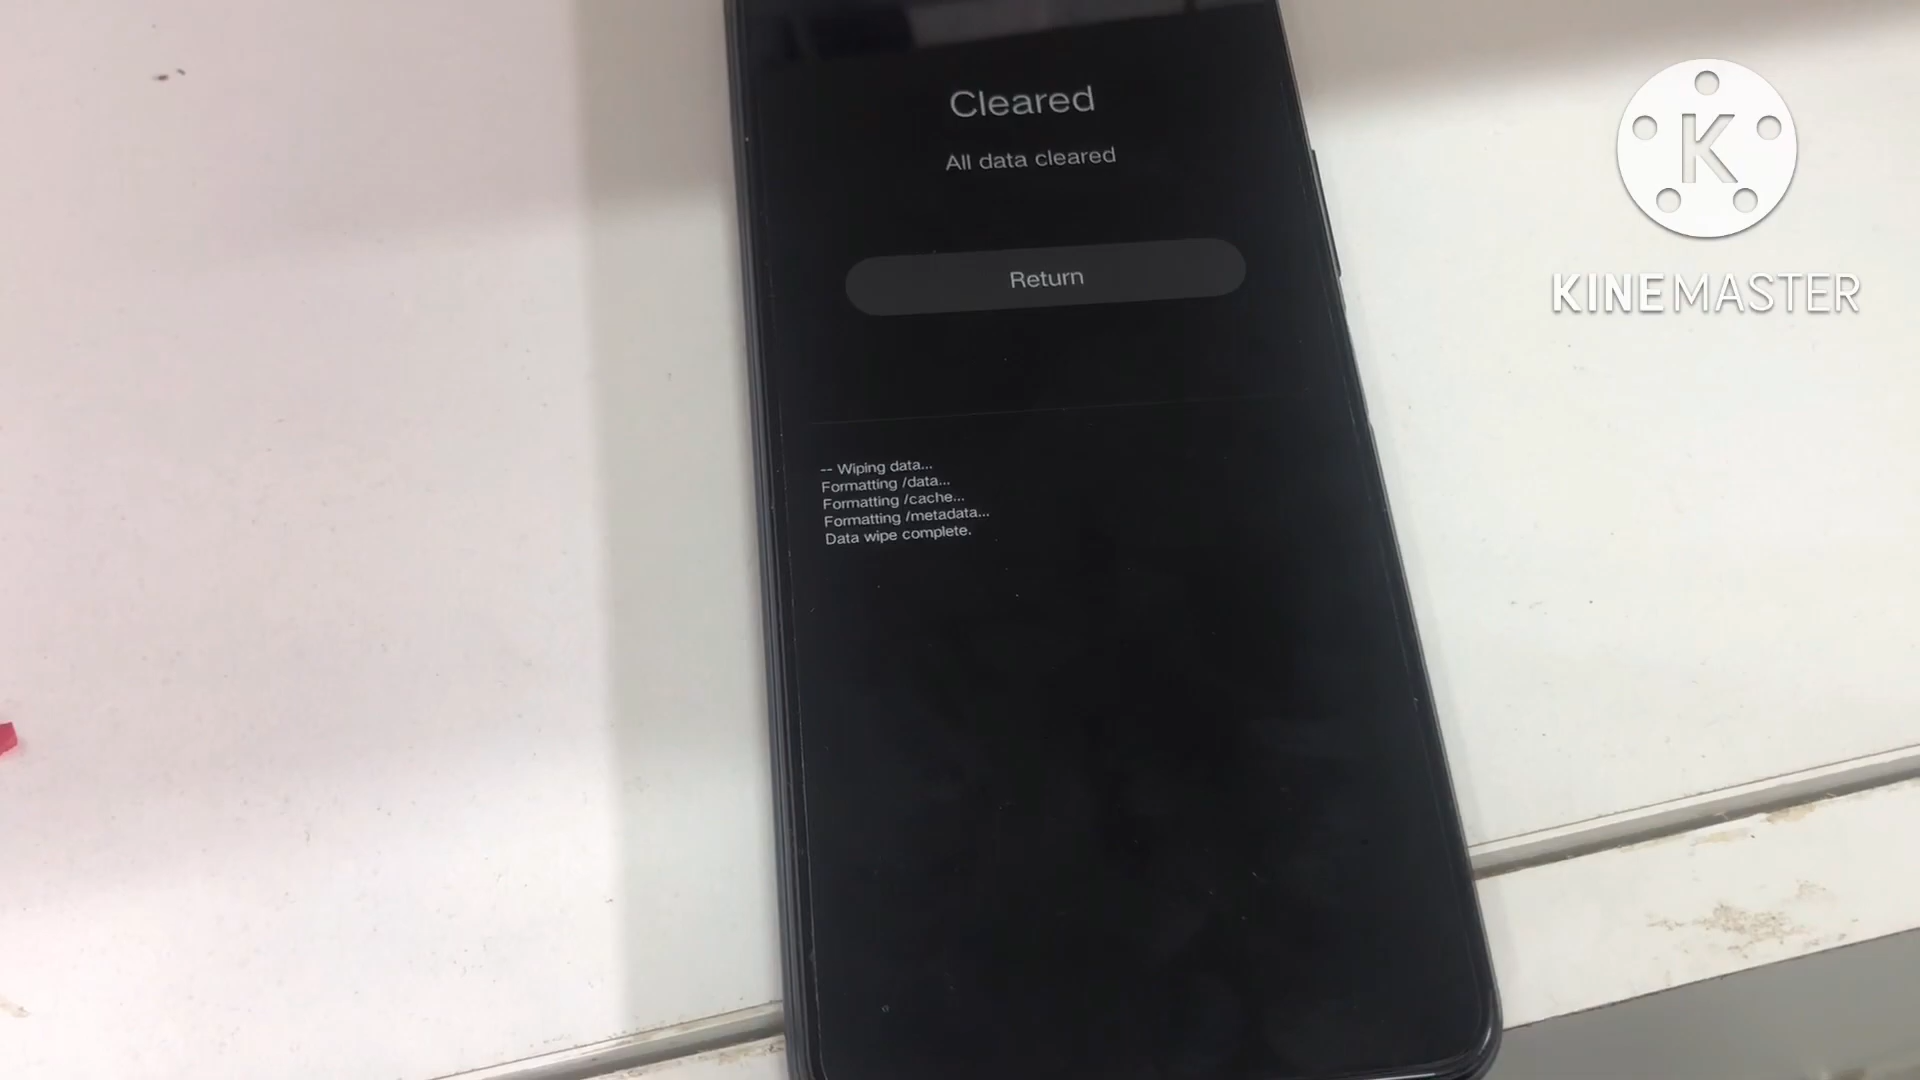 Cleared
All data cleared
Return
-- Wiping data...
Formatting /data...
Formatting /cache...
Formatting /metadata...
Data wipe complete.
K
KINEMASTER